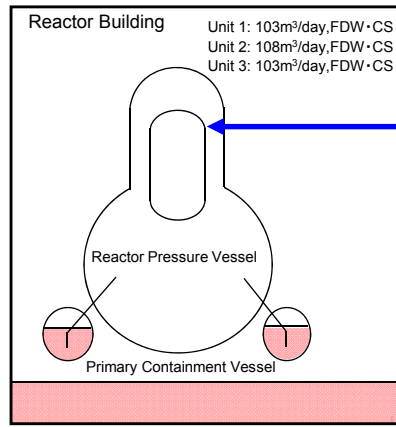 Reactor Building
Unit 1: 103m³/day,FDW・CS
Unit 2: 108m³/day,FDW・CS
Unit 3: 103m³/day,FDW・CS
Reactor Pressure Vessel
Primary Containment Vessel